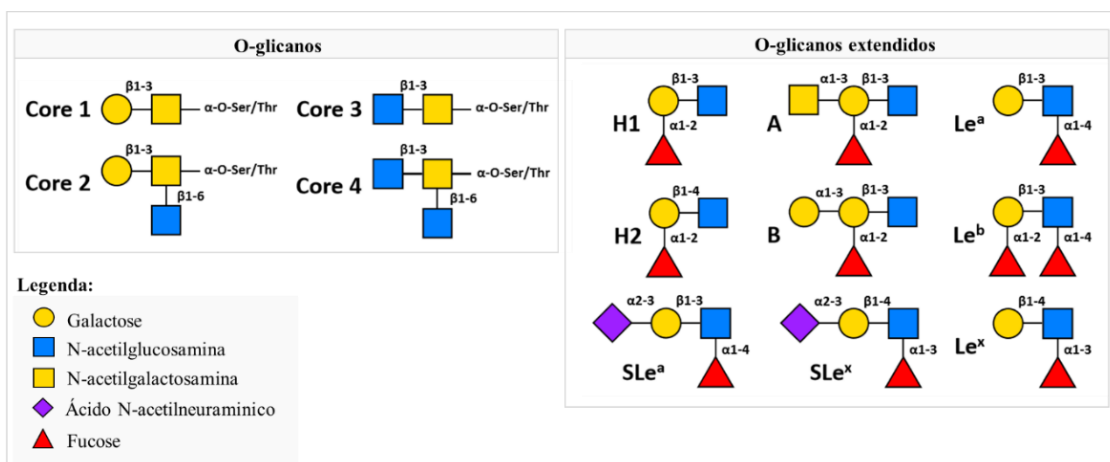 O-glicanos
Core 1 β1-3 α-O-Ser/Thr
Core 3 β1-3 α-O-Ser/Thr
Core 2 β1-3 α-O-Ser/Thr β1-6
Core 4 β1-3 α-O-Ser/Thr β1-6
Legenda:
Galactose
N-acetilglucosamina
N-acetilgalactosamina
Ácido N-acetilneuramínico
Fucose
O-glicanos extendidos
H1 β1-3 α1-2
A α1-3 β1-3 α1-2
Leᵃ β1-3 α1-4
H2 β1-4 α1-2
B α1-3 β1-3 α1-2
Leᵇ β1-3 α1-2 α1-4
SLeᵃ α2-3 β1-3 α1-4
SLeˣ α2-3 β1-4 α1-3
Leˣ β1-4 α1-3